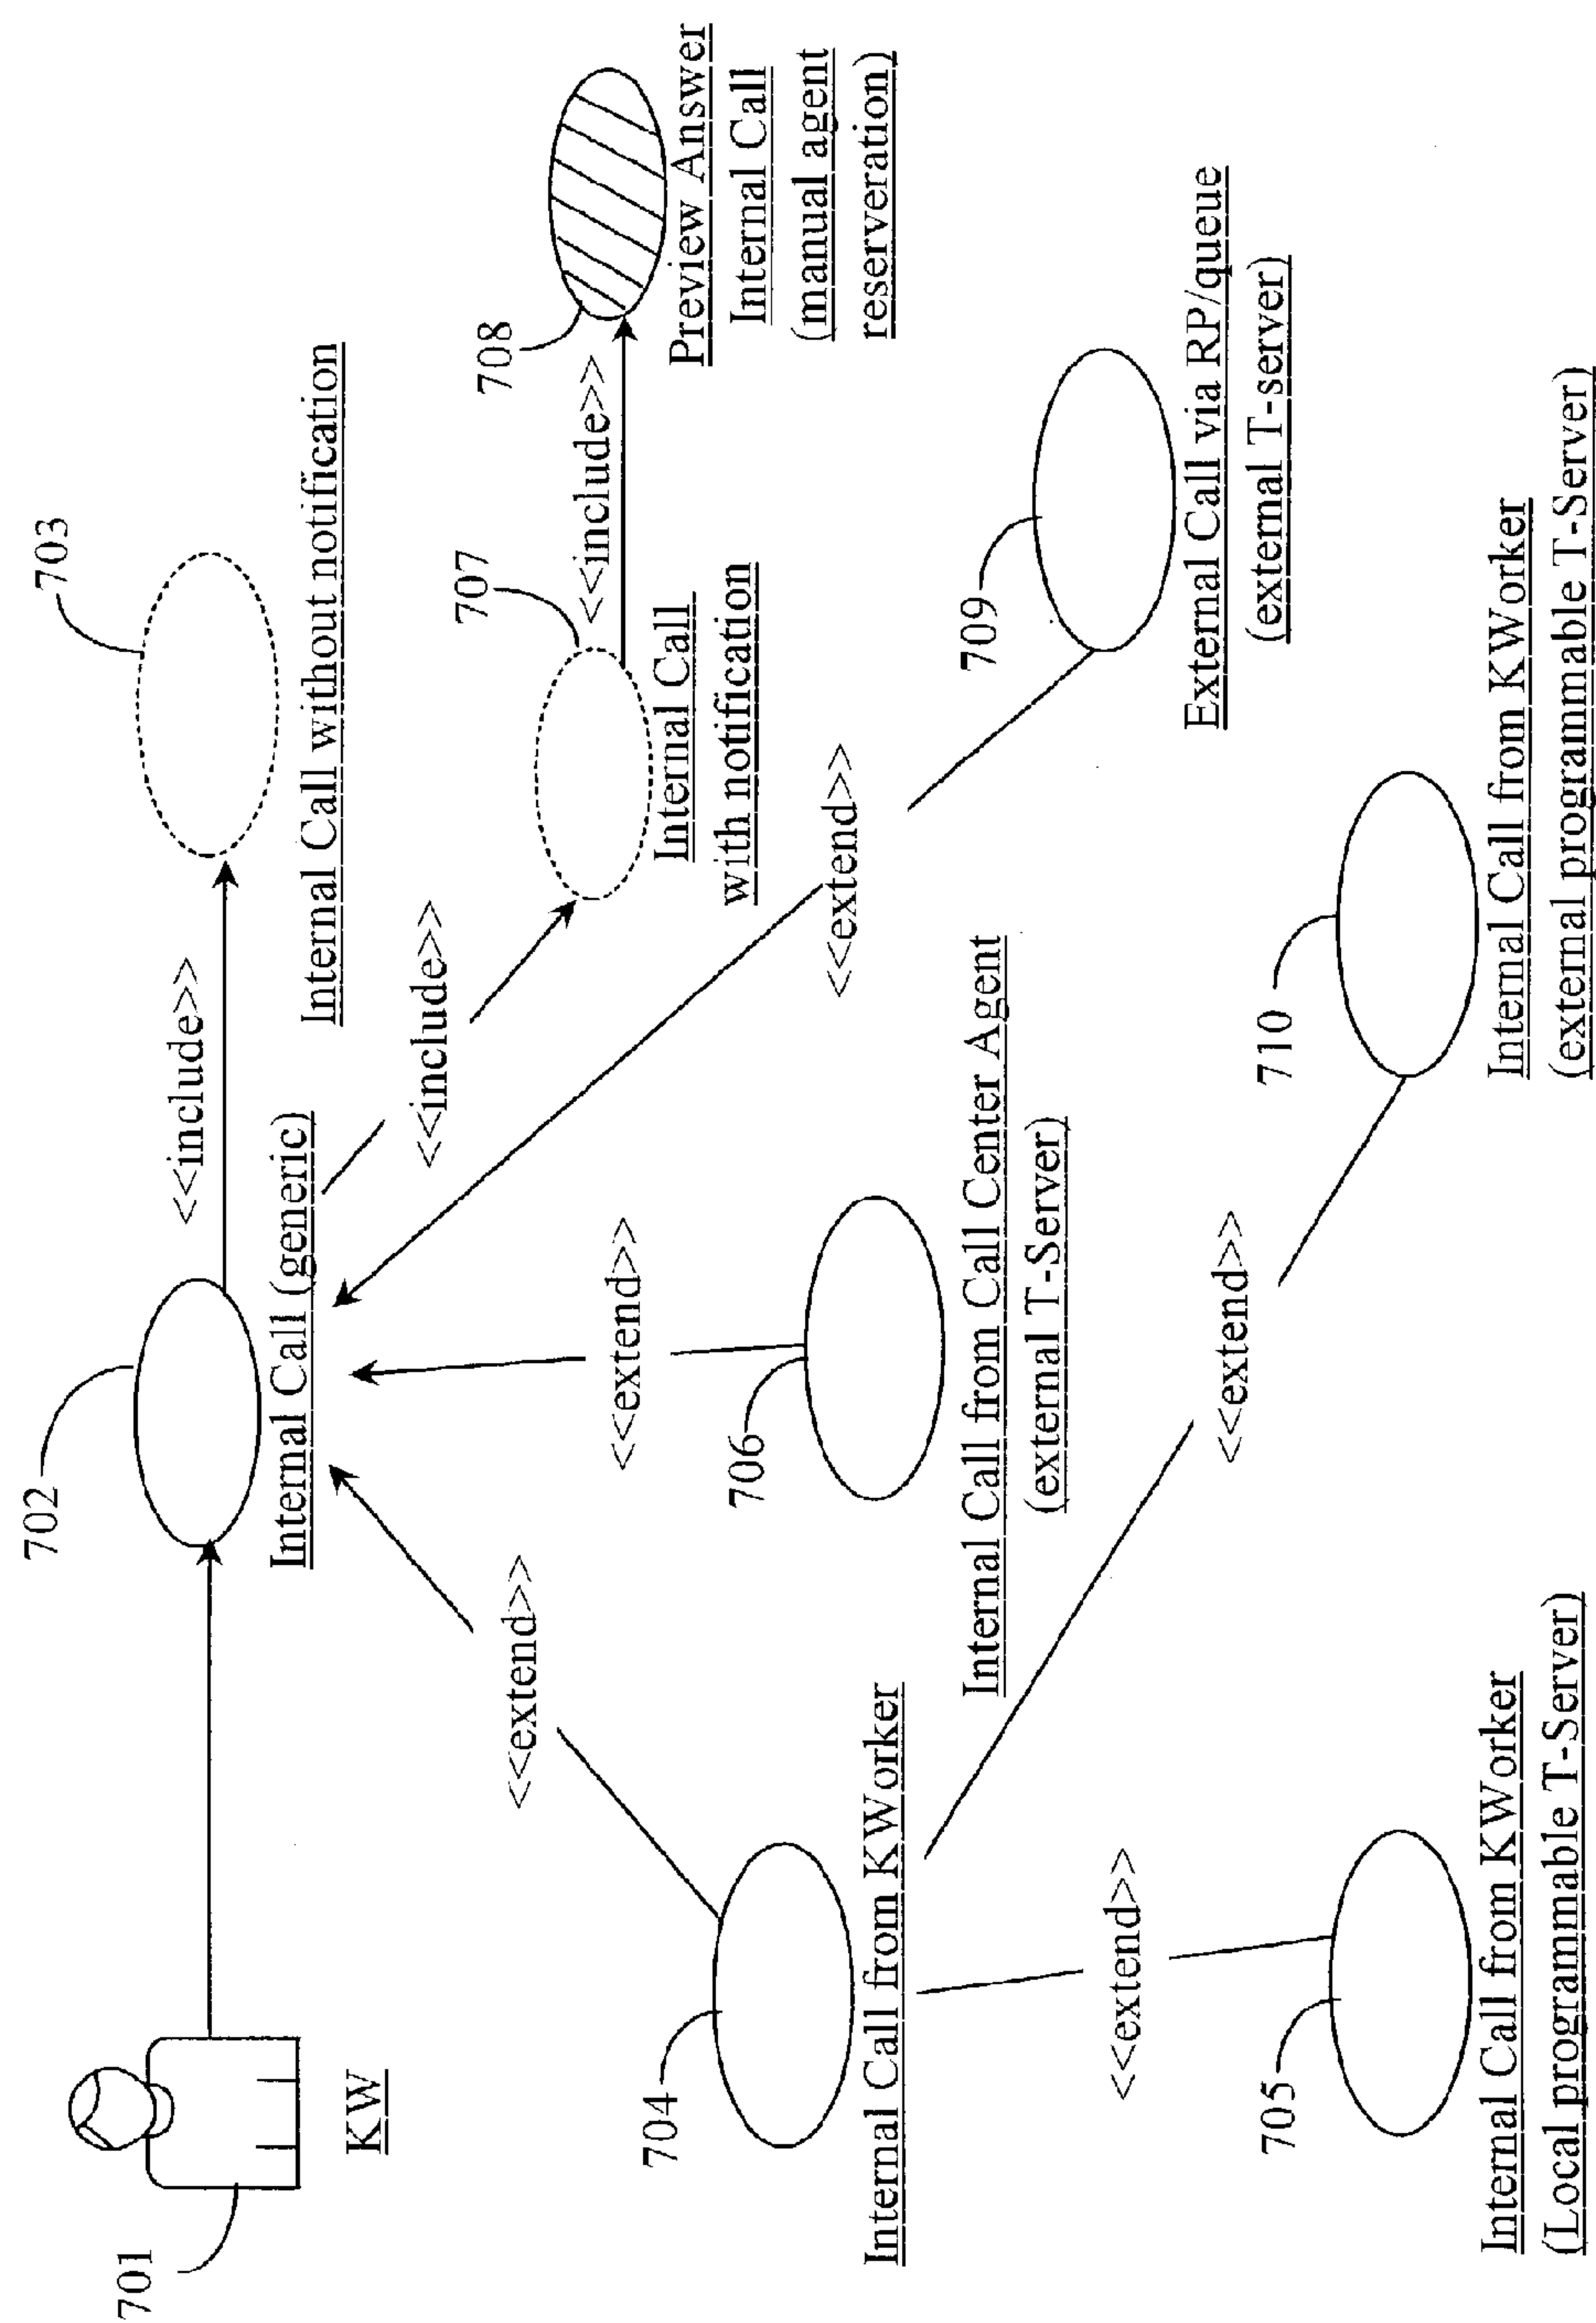 701
KW
702
Internal Call (generic)
<<include>>
703
Internal Call without notification
<<include>>
707
Internal Call
with notification
<<include>>
708
Preview Answer
Internal Call
(manual agent
reserveration)
<<extend>>
704
Internal Call from KWorker
<<extend>>
706
Internal Call from Call Center Agent
(external T-Server)
<<extend>>
709
External Call via RP/queue
(external T-server)
<<extend>>
705
Internal Call from KWorker
(Local programmable T-Server)
<<extend>>
710
Internal Call from KWorker
(external programmable T-Server)